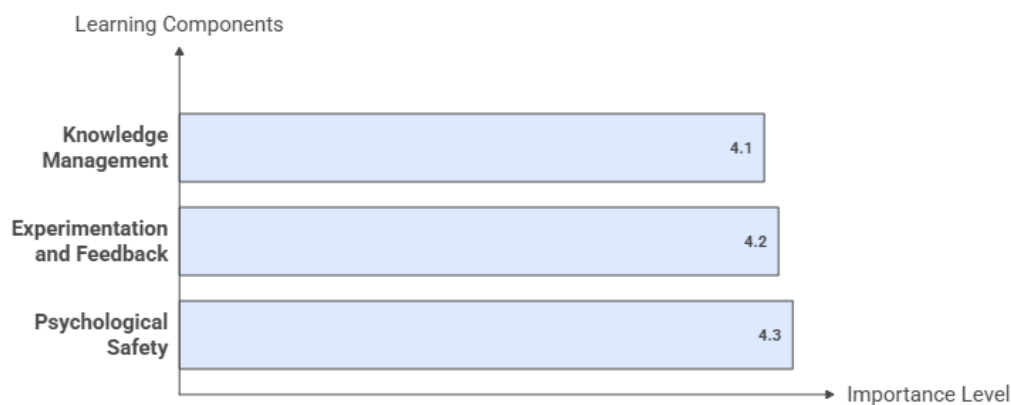 Learning Components
Knowledge
Management
4.1
Experimentation
and Feedback
4.2
Psychological
Safety
4.3
Importance Level